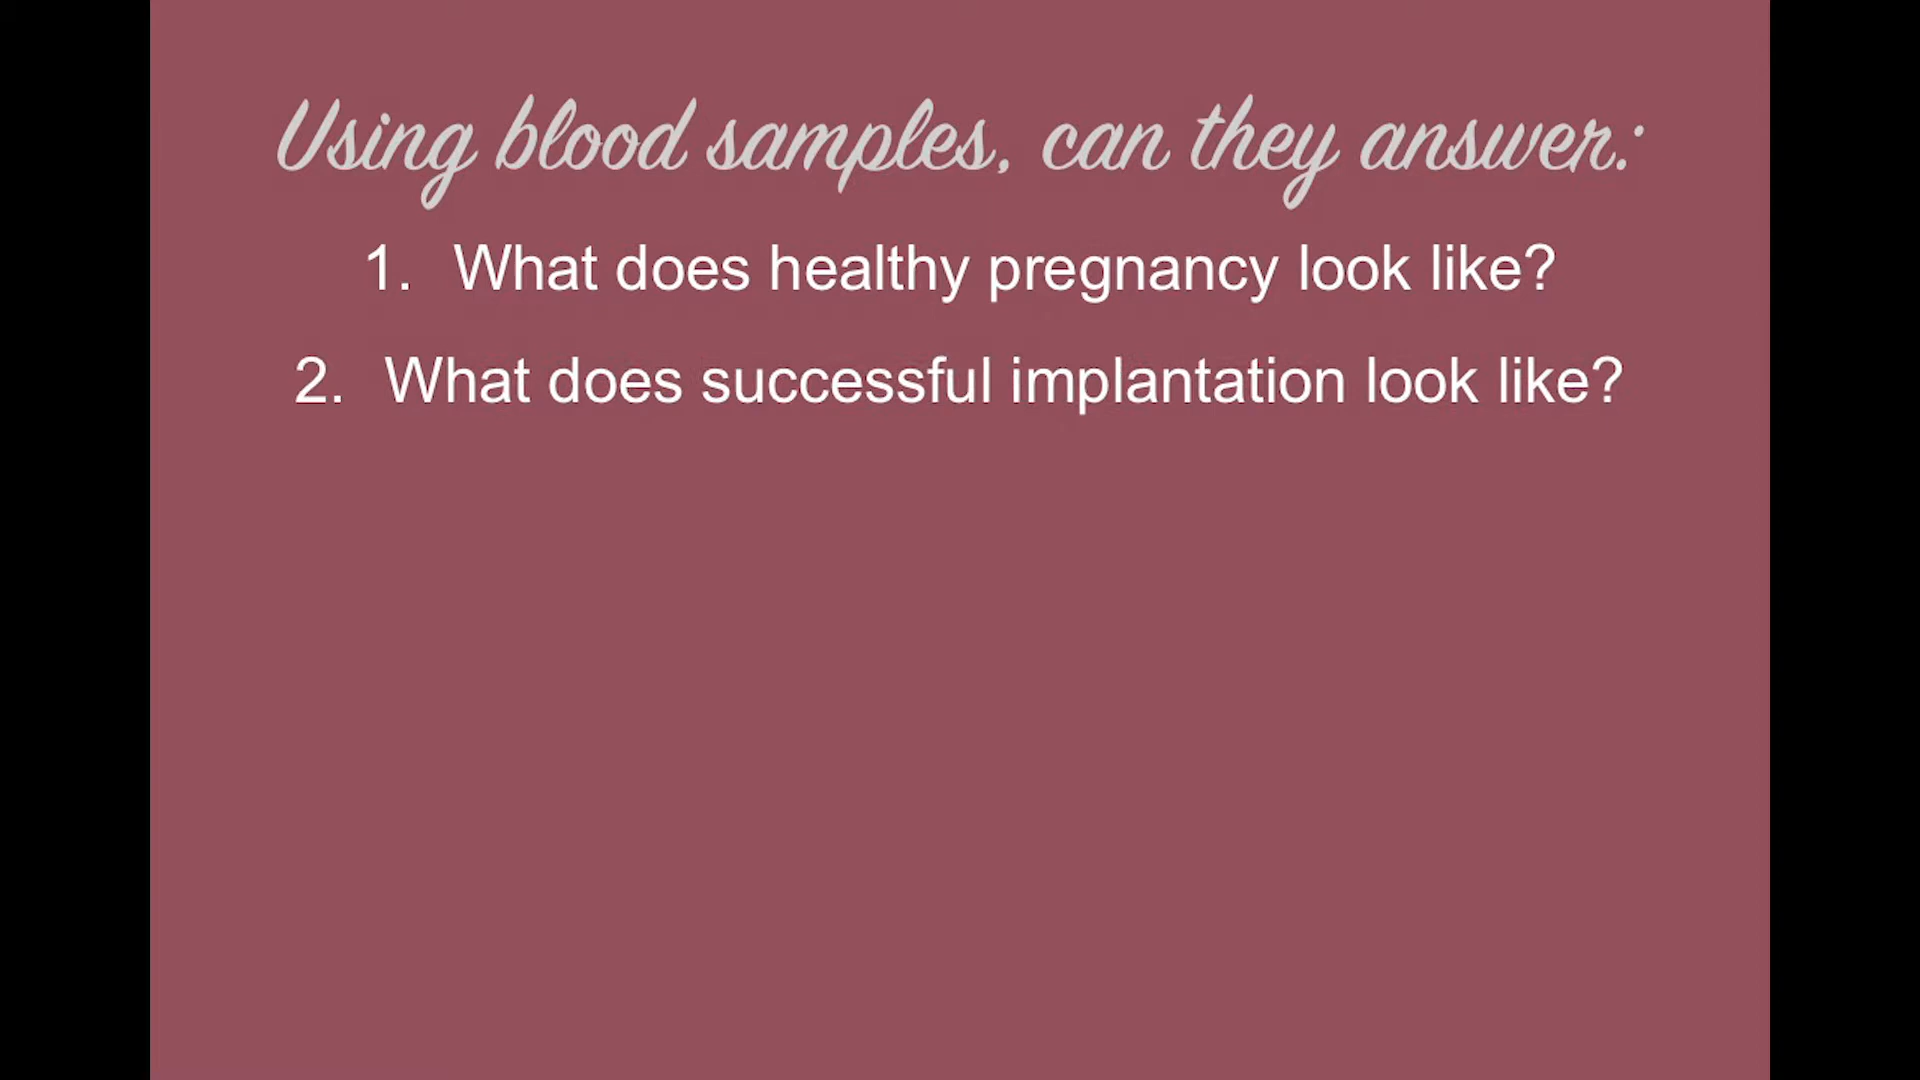 Using blood samples, can they answer:
1. What does healthy pregnancy look like?
2. What does successful implantation look like?